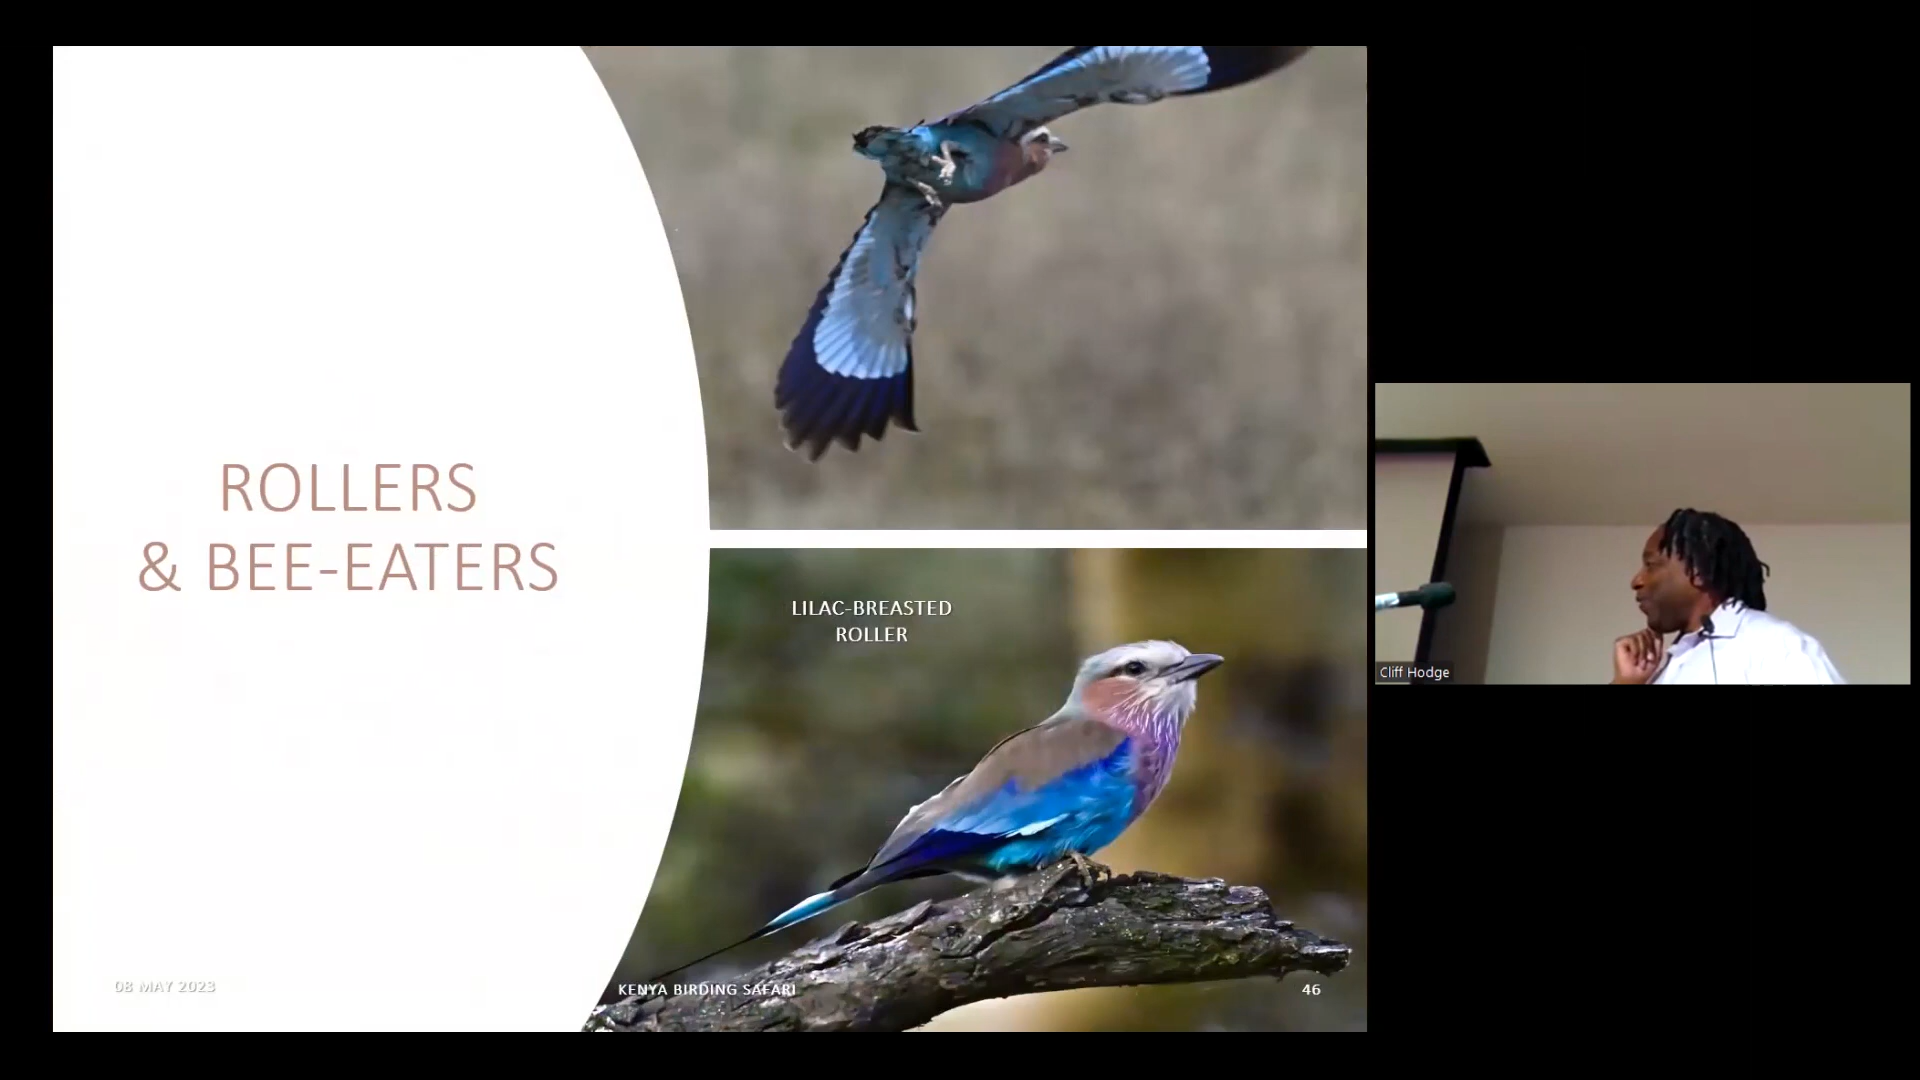 ROLLERS
& BEE-EATERS
LILAC-BREASTED
ROLLER
08 MAY 2023
KENYA BIRDING SAFARI
46
Cliff Hodge